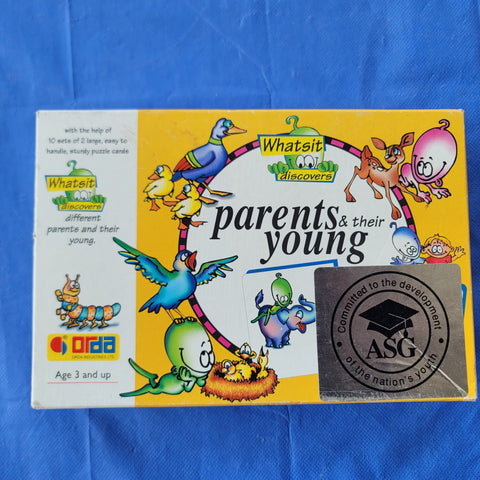 with the help of
10 sets of 2 large, easy to
handle, sturdy puzzle cards
Whatsit
discovers
different
parents and their
young.
orda
ORDA INDUSTRIES LTD.
Age 3 and up
Whatsit
discovers
parents & their
young
Committed to the development
ASG
of the nation's youth